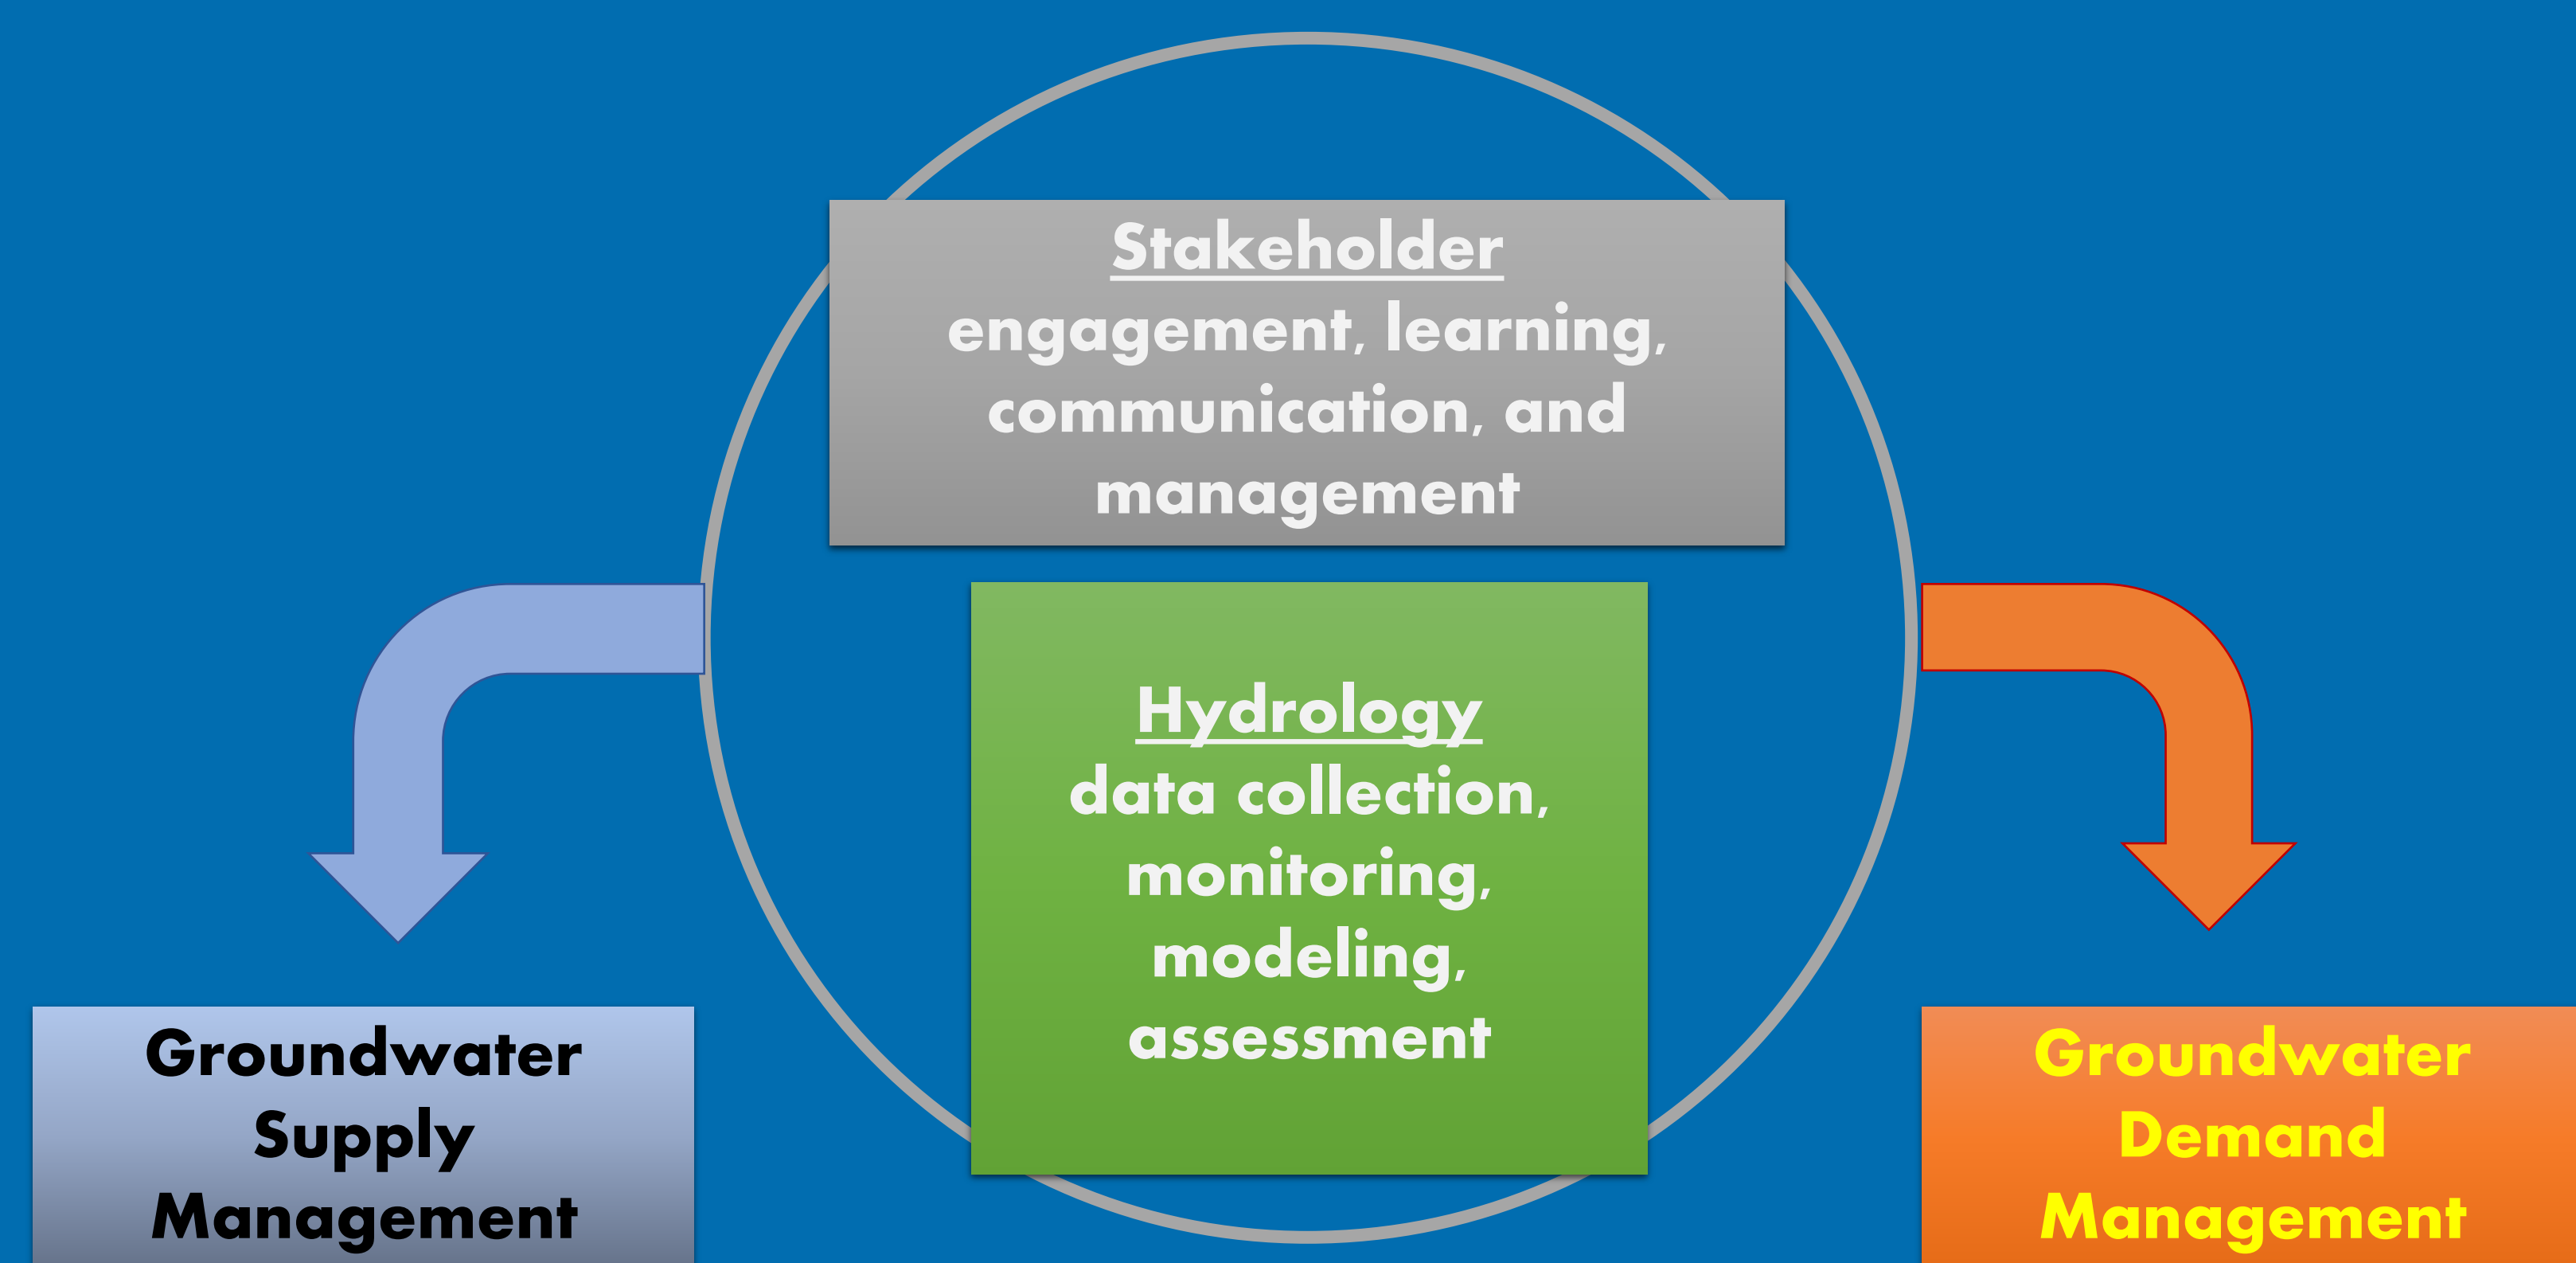 Stakeholder
engagement, learning,
communication, and
management
Hydrology
data collection,
monitoring,
modeling,
assessment
Groundwater
Supply
Management
Groundwater
Demand
Management